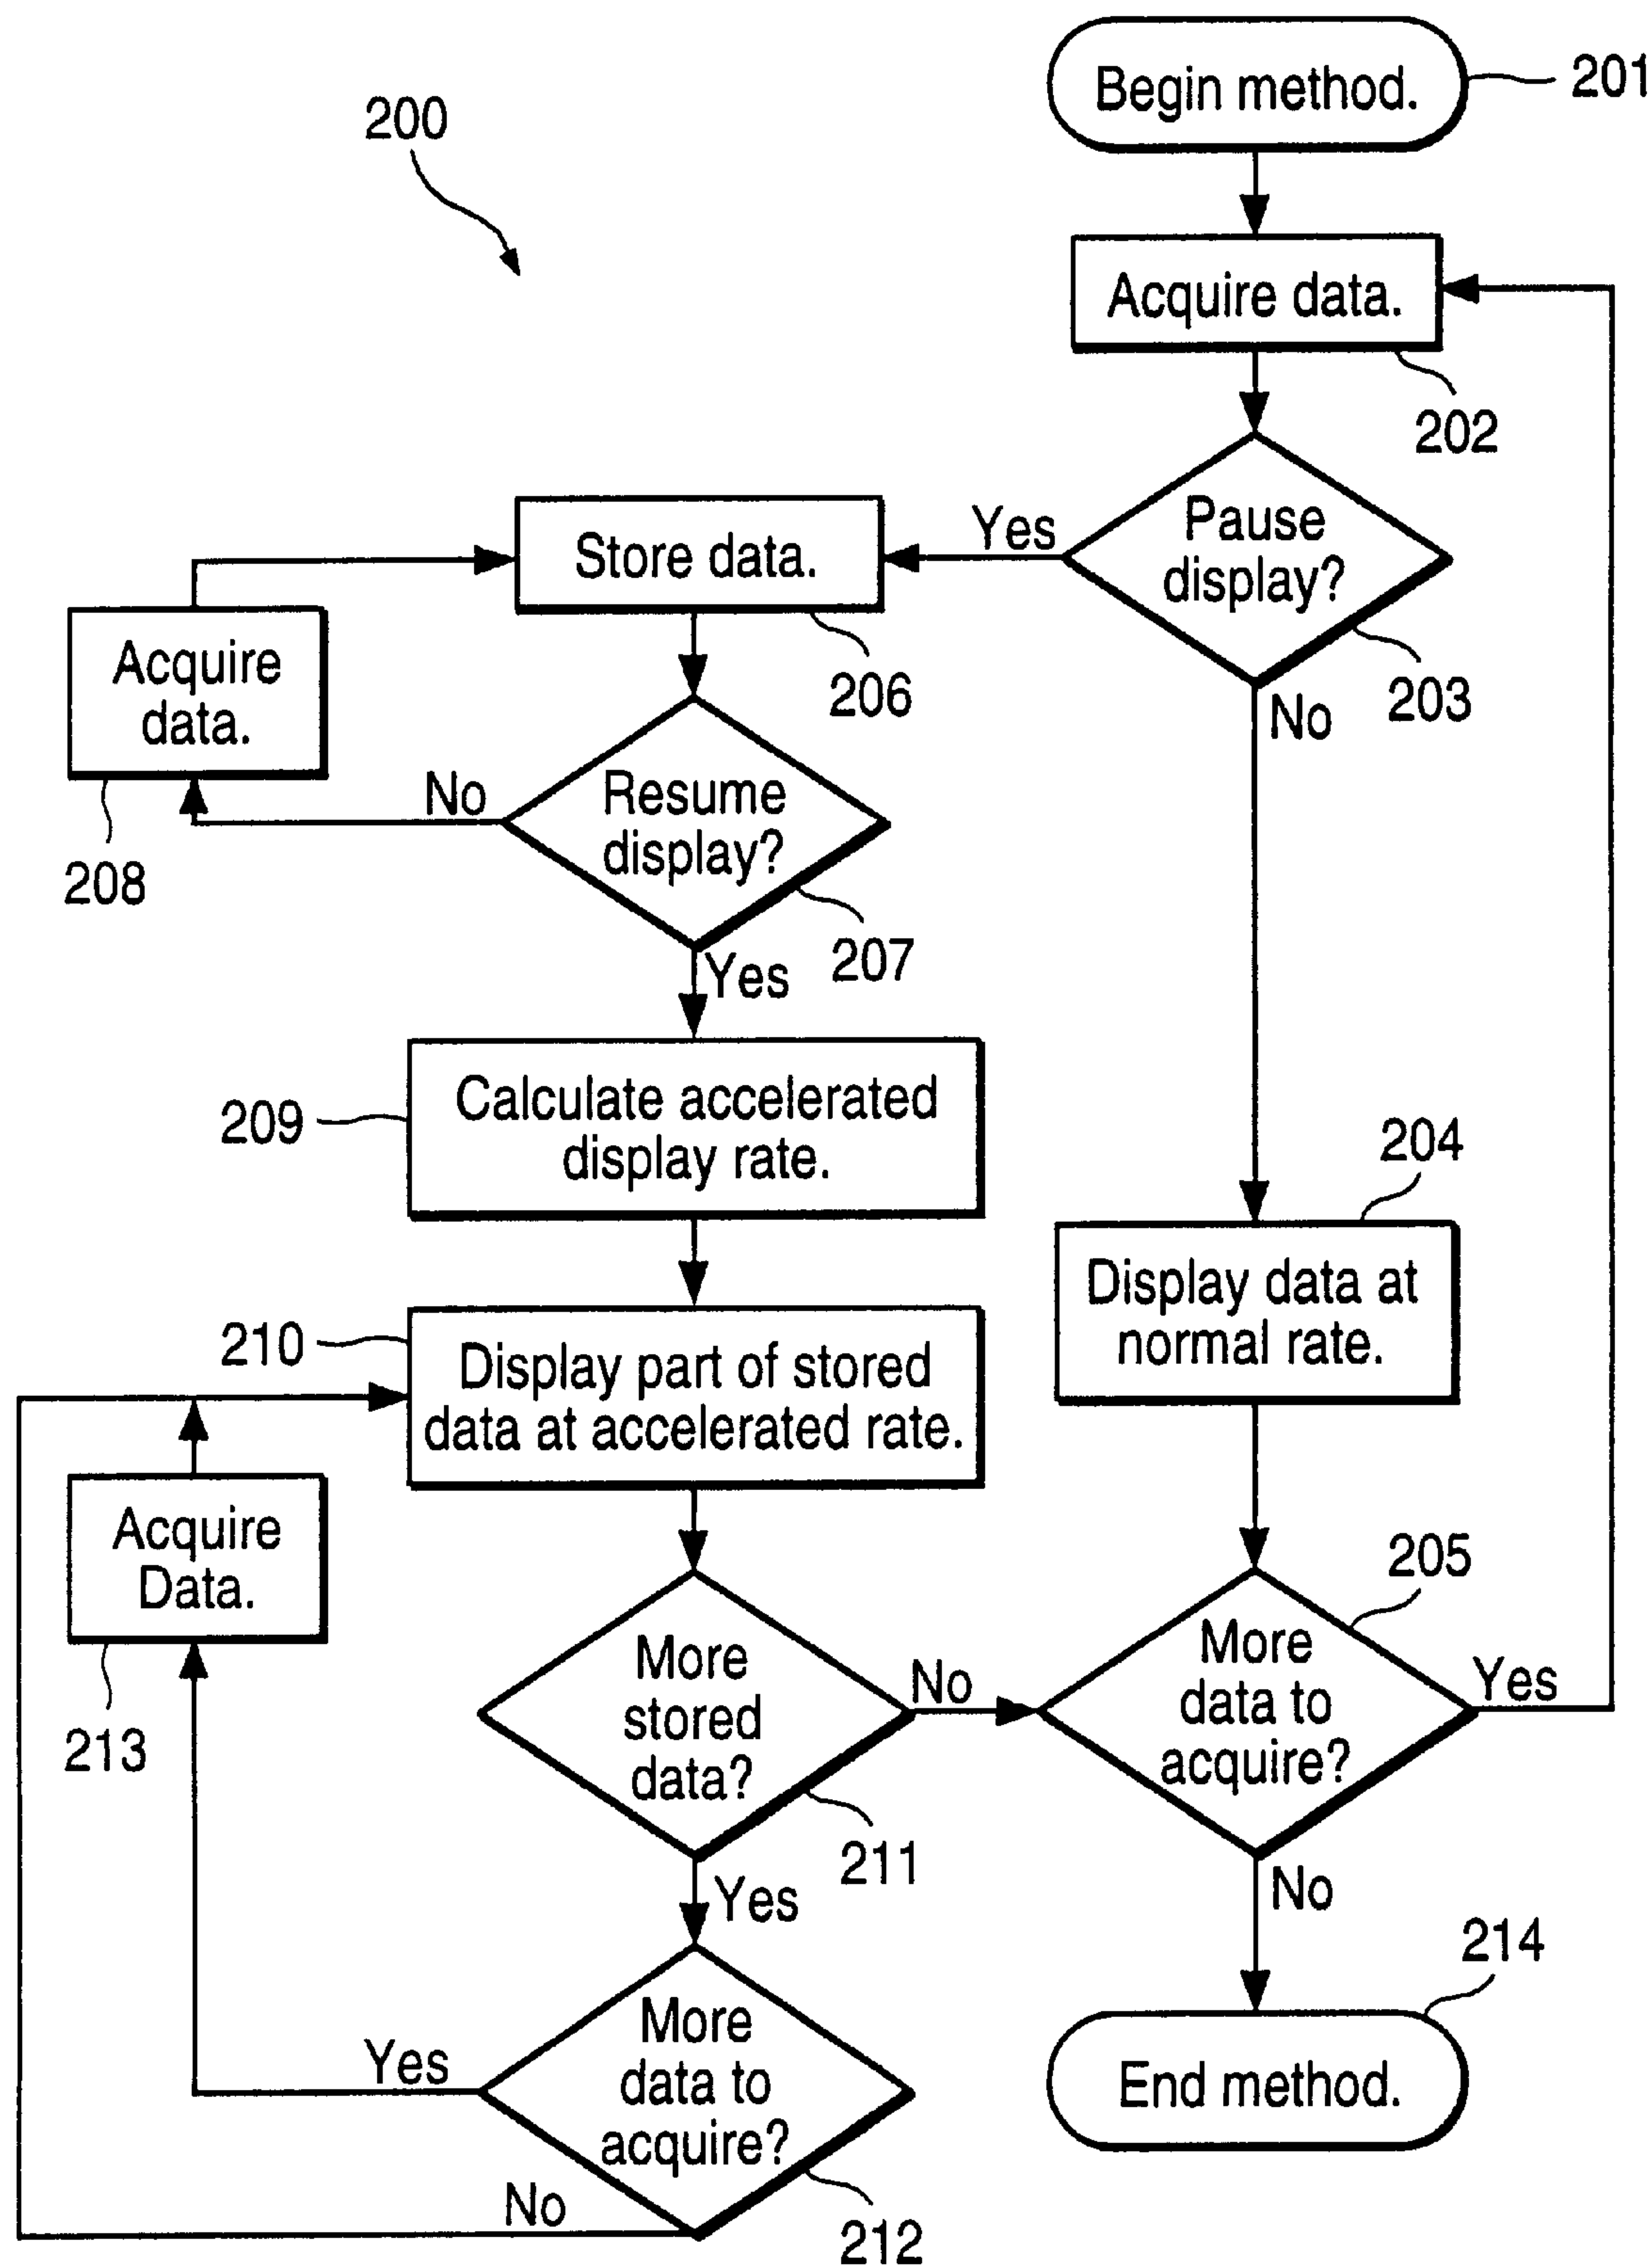 Begin method.
201
200
Acquire data.
202
Pause
display?
203
Yes
No
Store data.
206
Acquire
data.
208
Resume
display?
207
No
Yes
Calculate accelerated
display rate.
209
204
Display data at
normal rate.
210
Display part of stored
data at accelerated rate.
Acquire
Data.
213
More
stored
data?
211
No
Yes
205
More
data to
acquire?
Yes
No
214
End method.
More
data to
acquire?
212
Yes
No